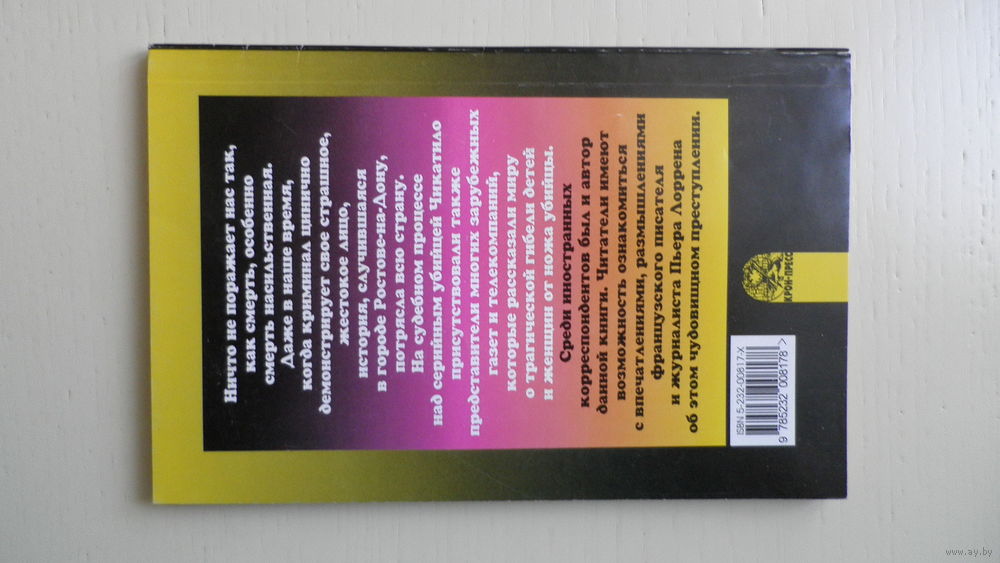 Ничто не поражает нас так,
как смерть, особенно
смерть насильственная.
Даже в наше время,
когда криминал цинично
демонстрирует свое страшное,
жестокое лицо,
история, случившаяся
в городе Ростове-на-Дону,
потрясла всю страну.
На судебном процессе
над серийным убийцей Чикатило
присутствовали также
представители многих зарубежных
газет и телекомпаний,
которые рассказали миру
о трагической гибели детей
и женщин от ножа убийцы.
Среди иностранных
корреспондентов был и автор
данной книги. Читатели имеют
возможность ознакомиться
с впечатлениями, размышлениями
французского писателя
и журналиста Пьера Лоррена
об этом чудовищном преступлении.
ISBN 5-232-00817-X
9 785232 008178 >
КРОН-ПРЕСС
www.ay.by